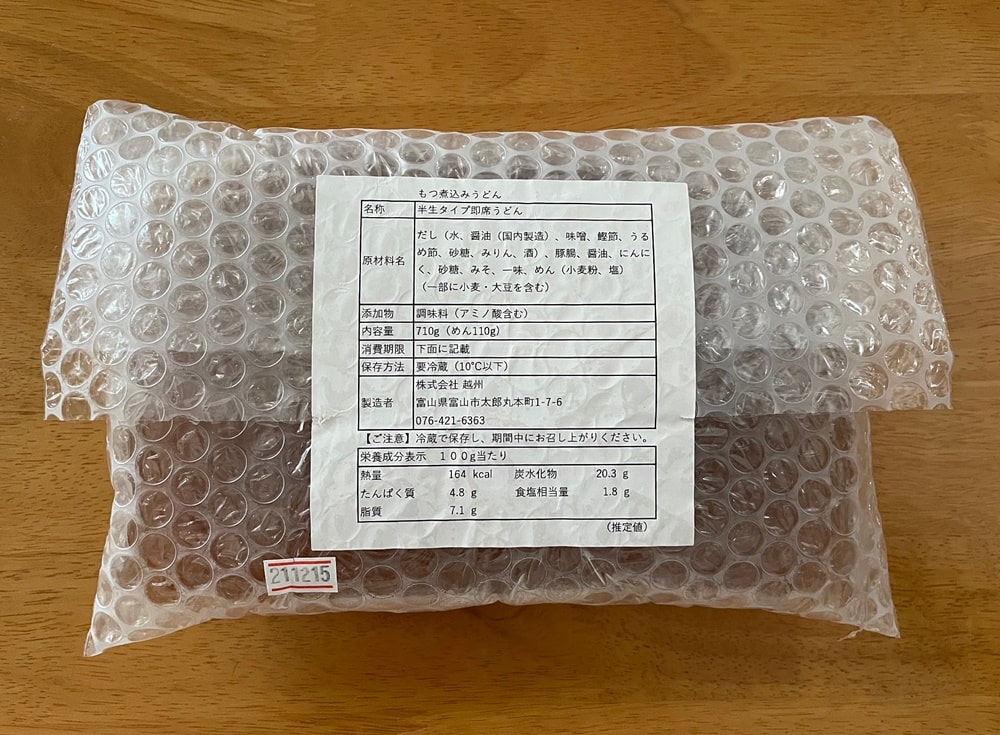 もつ煮込みうどん
名称 半生タイプ即席うどん
原材料名 だし（水、醤油（国内製造）、味噌、鰹節、うる
め節、砂糖、みりん、酒）、豚腸、醤油、にんに
く、砂糖、みそ、一味、めん（小麦粉、塩）
（一部に小麦・大豆を含む）
添加物 調味料（アミノ酸含む）
内容量 710g（めん110g）
消費期限 下面に記載
保存方法 要冷蔵（10℃以下）
製造者 株式会社 越州
富山県富山市太郎丸本町1-7-6
076-421-6363
【ご注意】冷蔵で保存し、期間中にお召し上がりください。
栄養成分表示 １００g当たり
熱量 164 kcal 炭水化物 20.3 g
たんぱく質 4.8 g 食塩相当量 1.8 g
脂質 7.1 g
（推定値）
211215